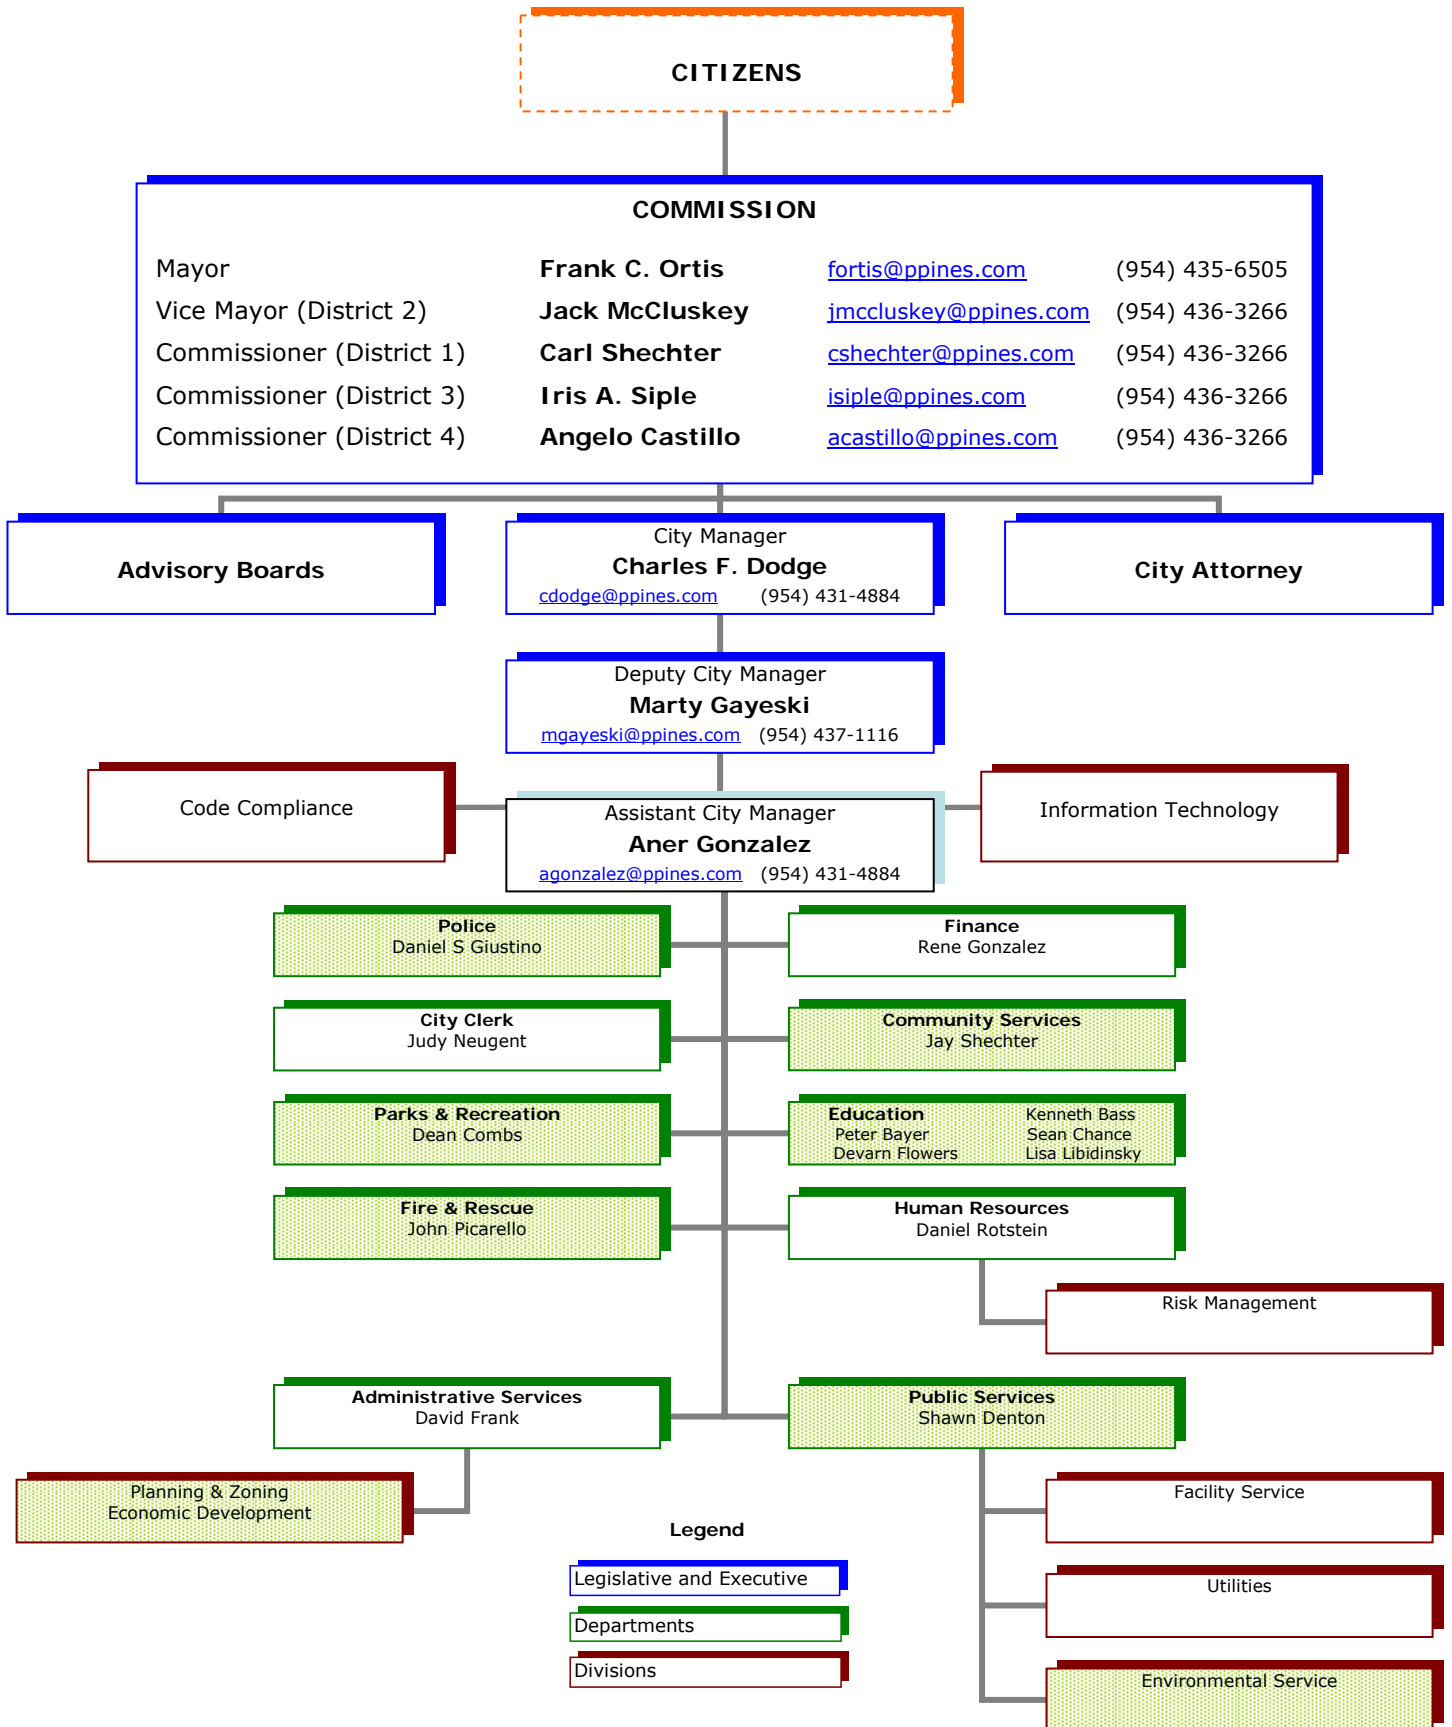 CITIZENS
COMMISSION
Mayor Frank C. Ortis fortis@ppines.com (954) 435-6505
Vice Mayor (District 2) Jack McCluskey jmccluskey@ppines.com (954) 436-3266
Commissioner (District 1) Carl Shechter cshechter@ppines.com (954) 436-3266
Commissioner (District 3) Iris A. Siple isiple@ppines.com (954) 436-3266
Commissioner (District 4) Angelo Castillo acastillo@ppines.com (954) 436-3266
Advisory Boards
City Manager
Charles F. Dodge
cdodge@ppines.com (954) 431-4884
City Attorney
Deputy City Manager
Marty Gayeski
mgayeski@ppines.com (954) 437-1116
Code Compliance
Assistant City Manager
Aner Gonzalez
agonzalez@ppines.com (954) 431-4884
Information Technology
Police
Daniel S Giustino
Finance
Rene Gonzalez
City Clerk
Judy Neugent
Community Services
Jay Shechter
Parks & Recreation
Dean Combs
Education Kenneth Bass
Peter Bayer Sean Chance
Devarn Flowers Lisa Libidinsky
Fire & Rescue
John Picarello
Human Resources
Daniel Rotstein
Risk Management
Administrative Services
David Frank
Public Services
Shawn Denton
Planning & Zoning
Economic Development
Facility Service
Utilities
Environmental Service
Legend
Legislative and Executive
Departments
Divisions